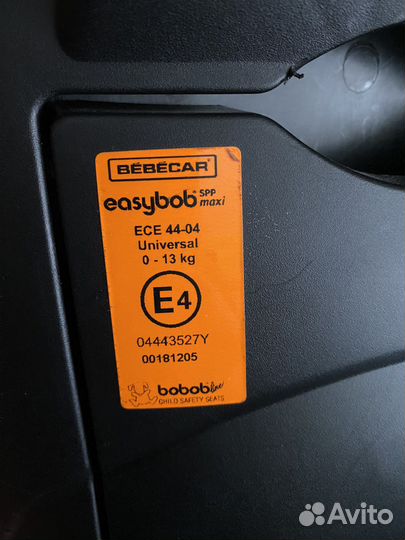 BÉBÉCAR®
easybob® SPP maxi
ECE 44-04
Universal
0 - 13 kg
E4
04443527Y
00181205
bobob line
CHILD SAFETY SEATS
Avito